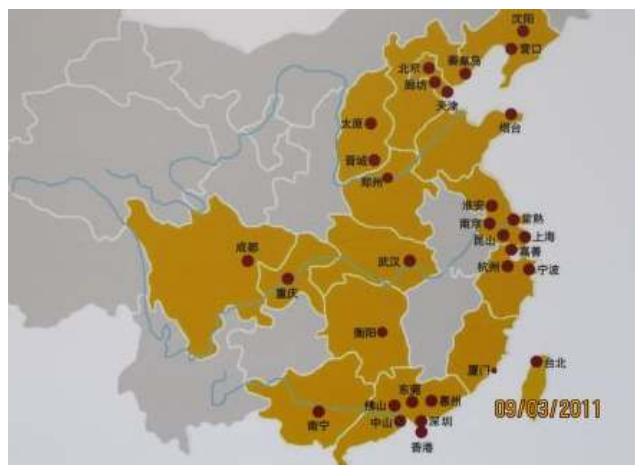 沈阳
营口
秦皇岛
北京
廊坊
天津
烟台
太原
晋城
郑州
淮安
常熟
南京
昆山
上海
嘉善
杭州
宁波
成都
重庆
武汉
衡阳
厦门
台北
东莞
惠州
佛山
南宁
中山
深圳
香港
09/03/2011